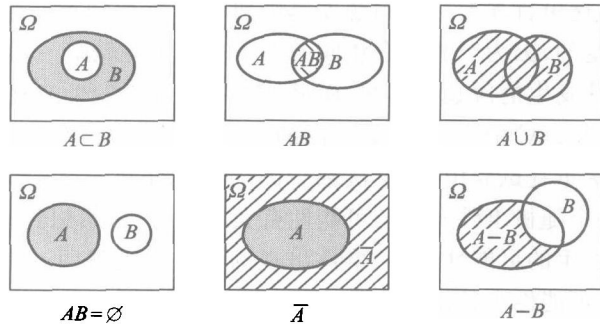 Ω Ω Ω
A B A AB B A B
A⊂B AB A∪B
Ω Ω Ω
A B A A̅ A−B B
AB=∅ A̅ A−B